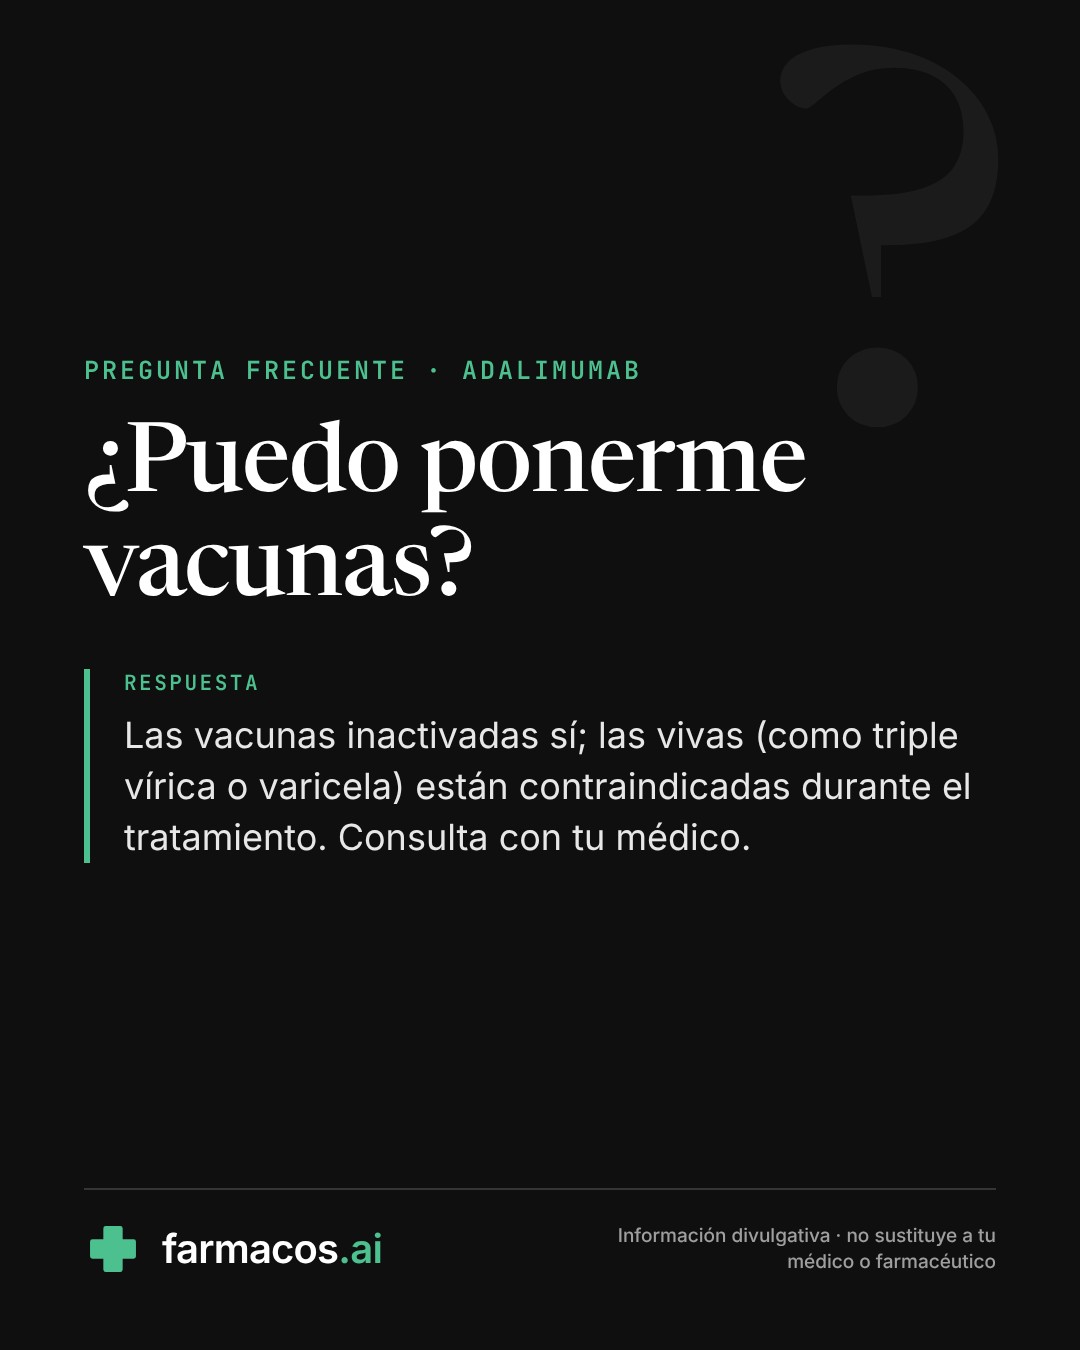 PREGUNTA FRECUENTE · ADALIMUMAB
¿Puedo ponerme
vacunas?
RESPUESTA
Las vacunas inactivadas sí; las vivas (como triple
vírica o varicela) están contraindicadas durante el
tratamiento. Consulta con tu médico.
farmacos.ai
Información divulgativa · no sustituye a tu
médico o farmacéutico